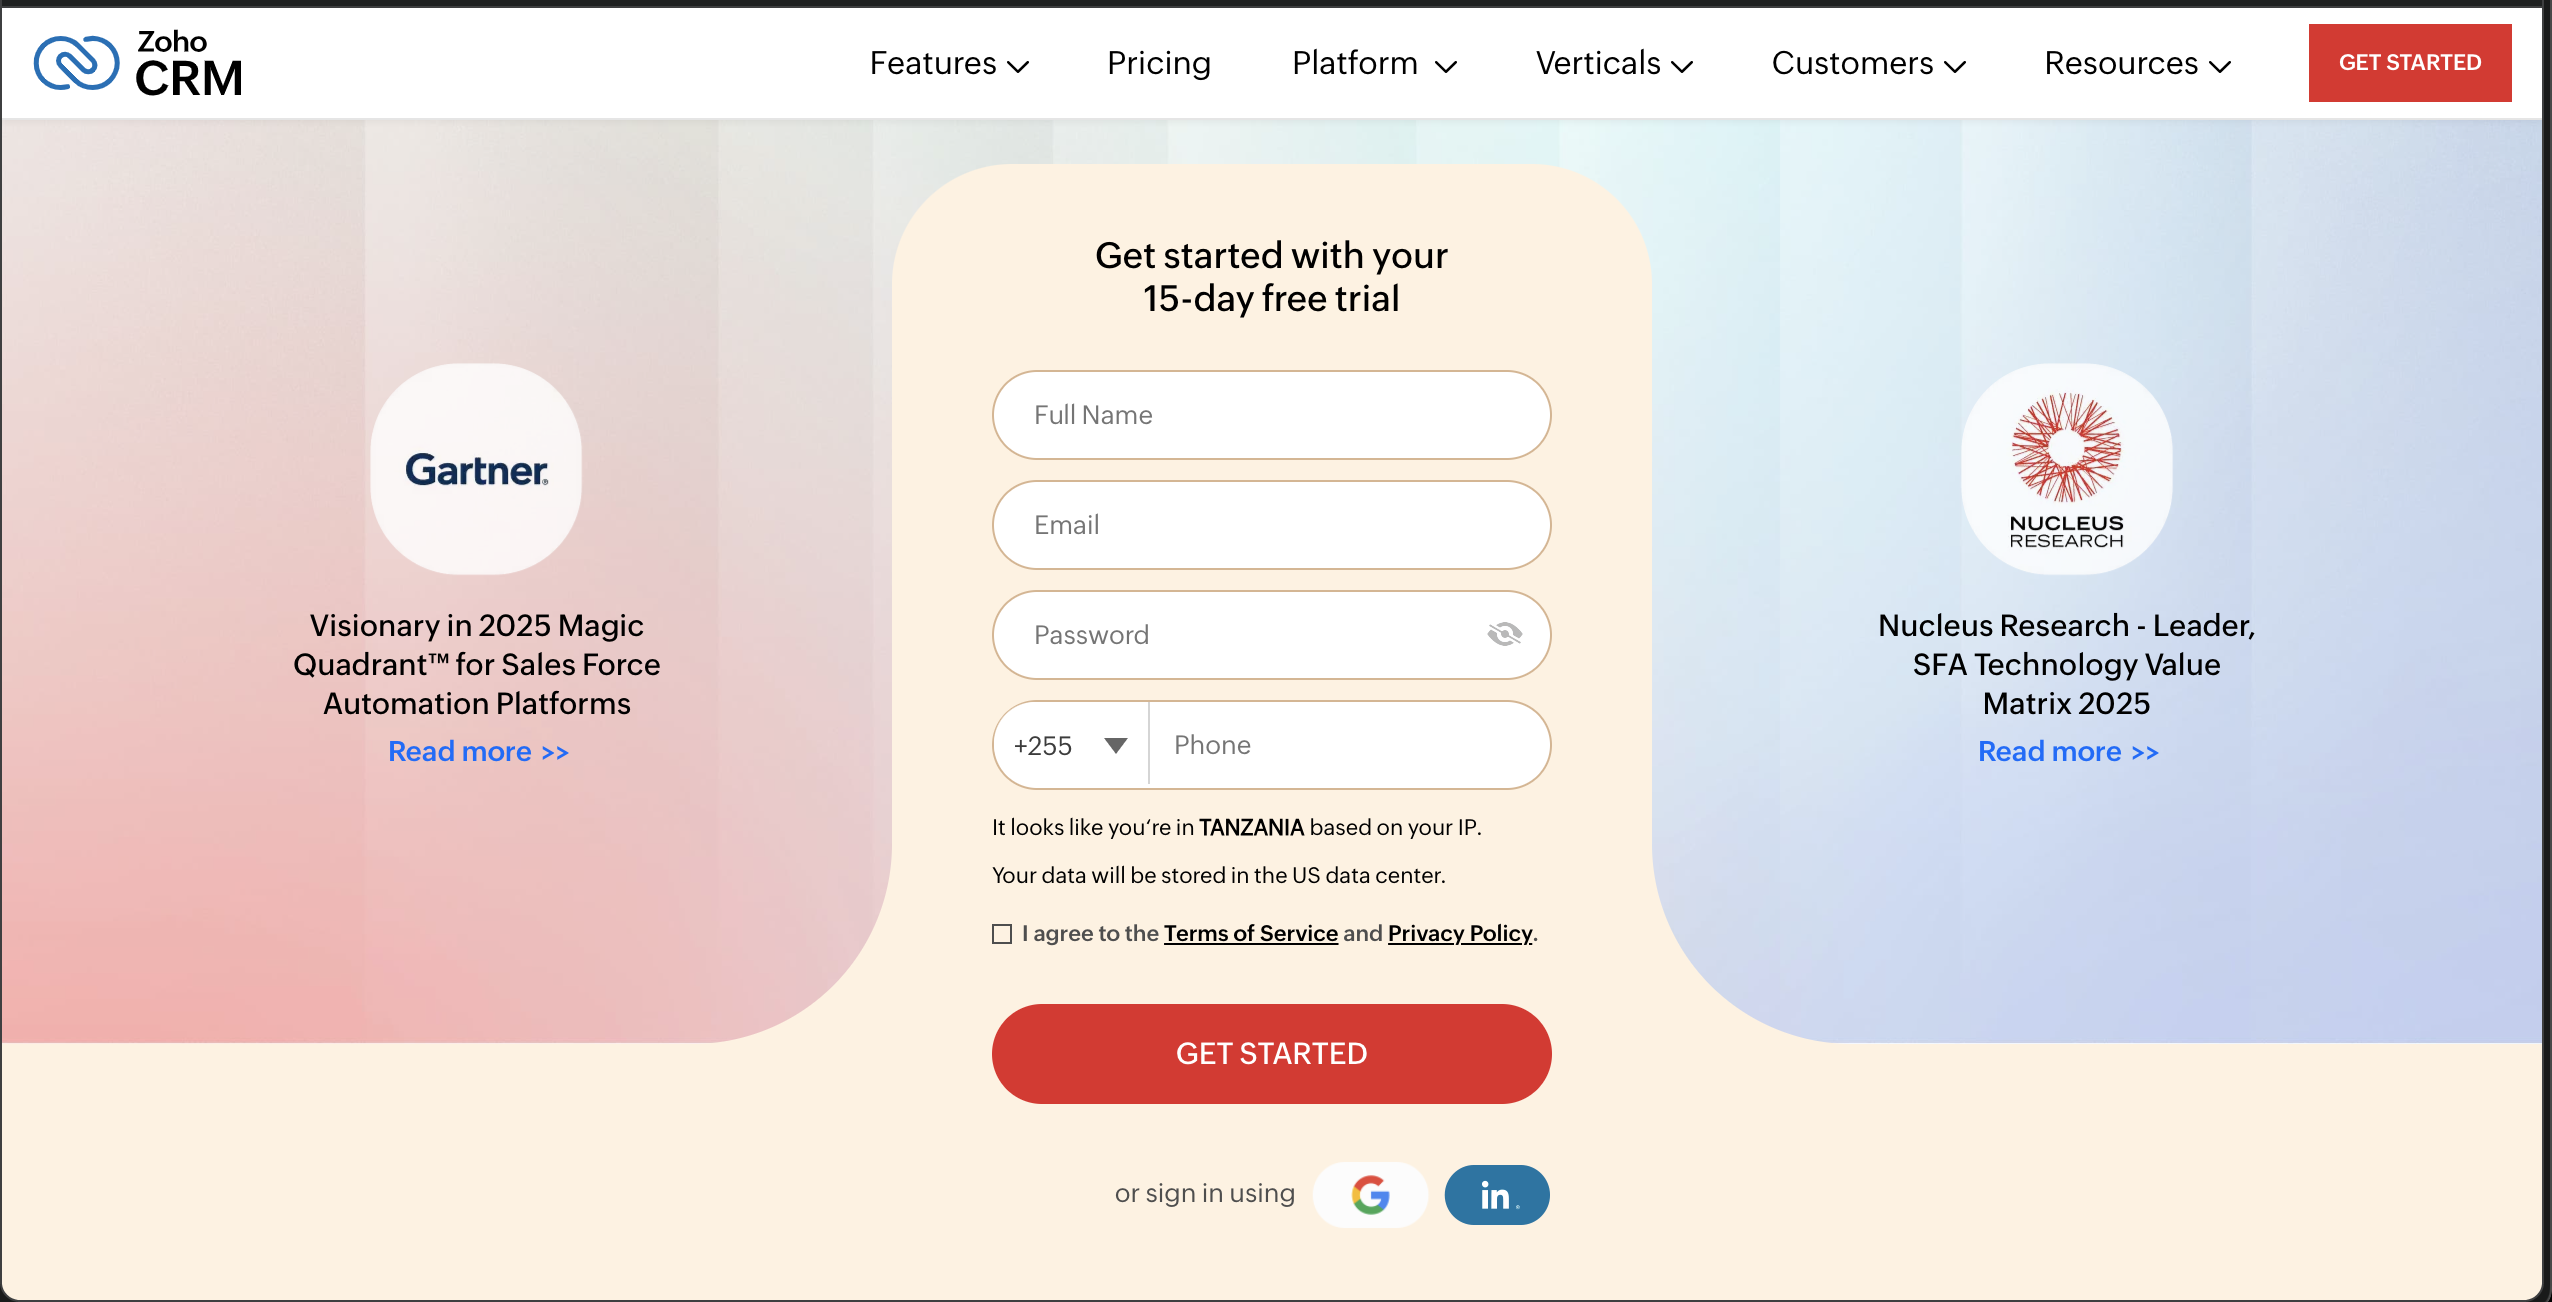 Zoho
CRM
Features
Pricing
Platform
Verticals
Customers
Resources
GET STARTED
Get started with your
15-day free trial
Full Name
Email
Password
+255
Phone
It looks like you’re in TANZANIA based on your IP.
Your data will be stored in the US data center.
I agree to the Terms of Service and Privacy Policy.
GET STARTED
or sign in using
G
in
Gartner®
Visionary in 2025 Magic
Quadrant™ for Sales Force
Automation Platforms
Read more >>
NUCLEUS
RESEARCH
Nucleus Research - Leader,
SFA Technology Value
Matrix 2025
Read more >>